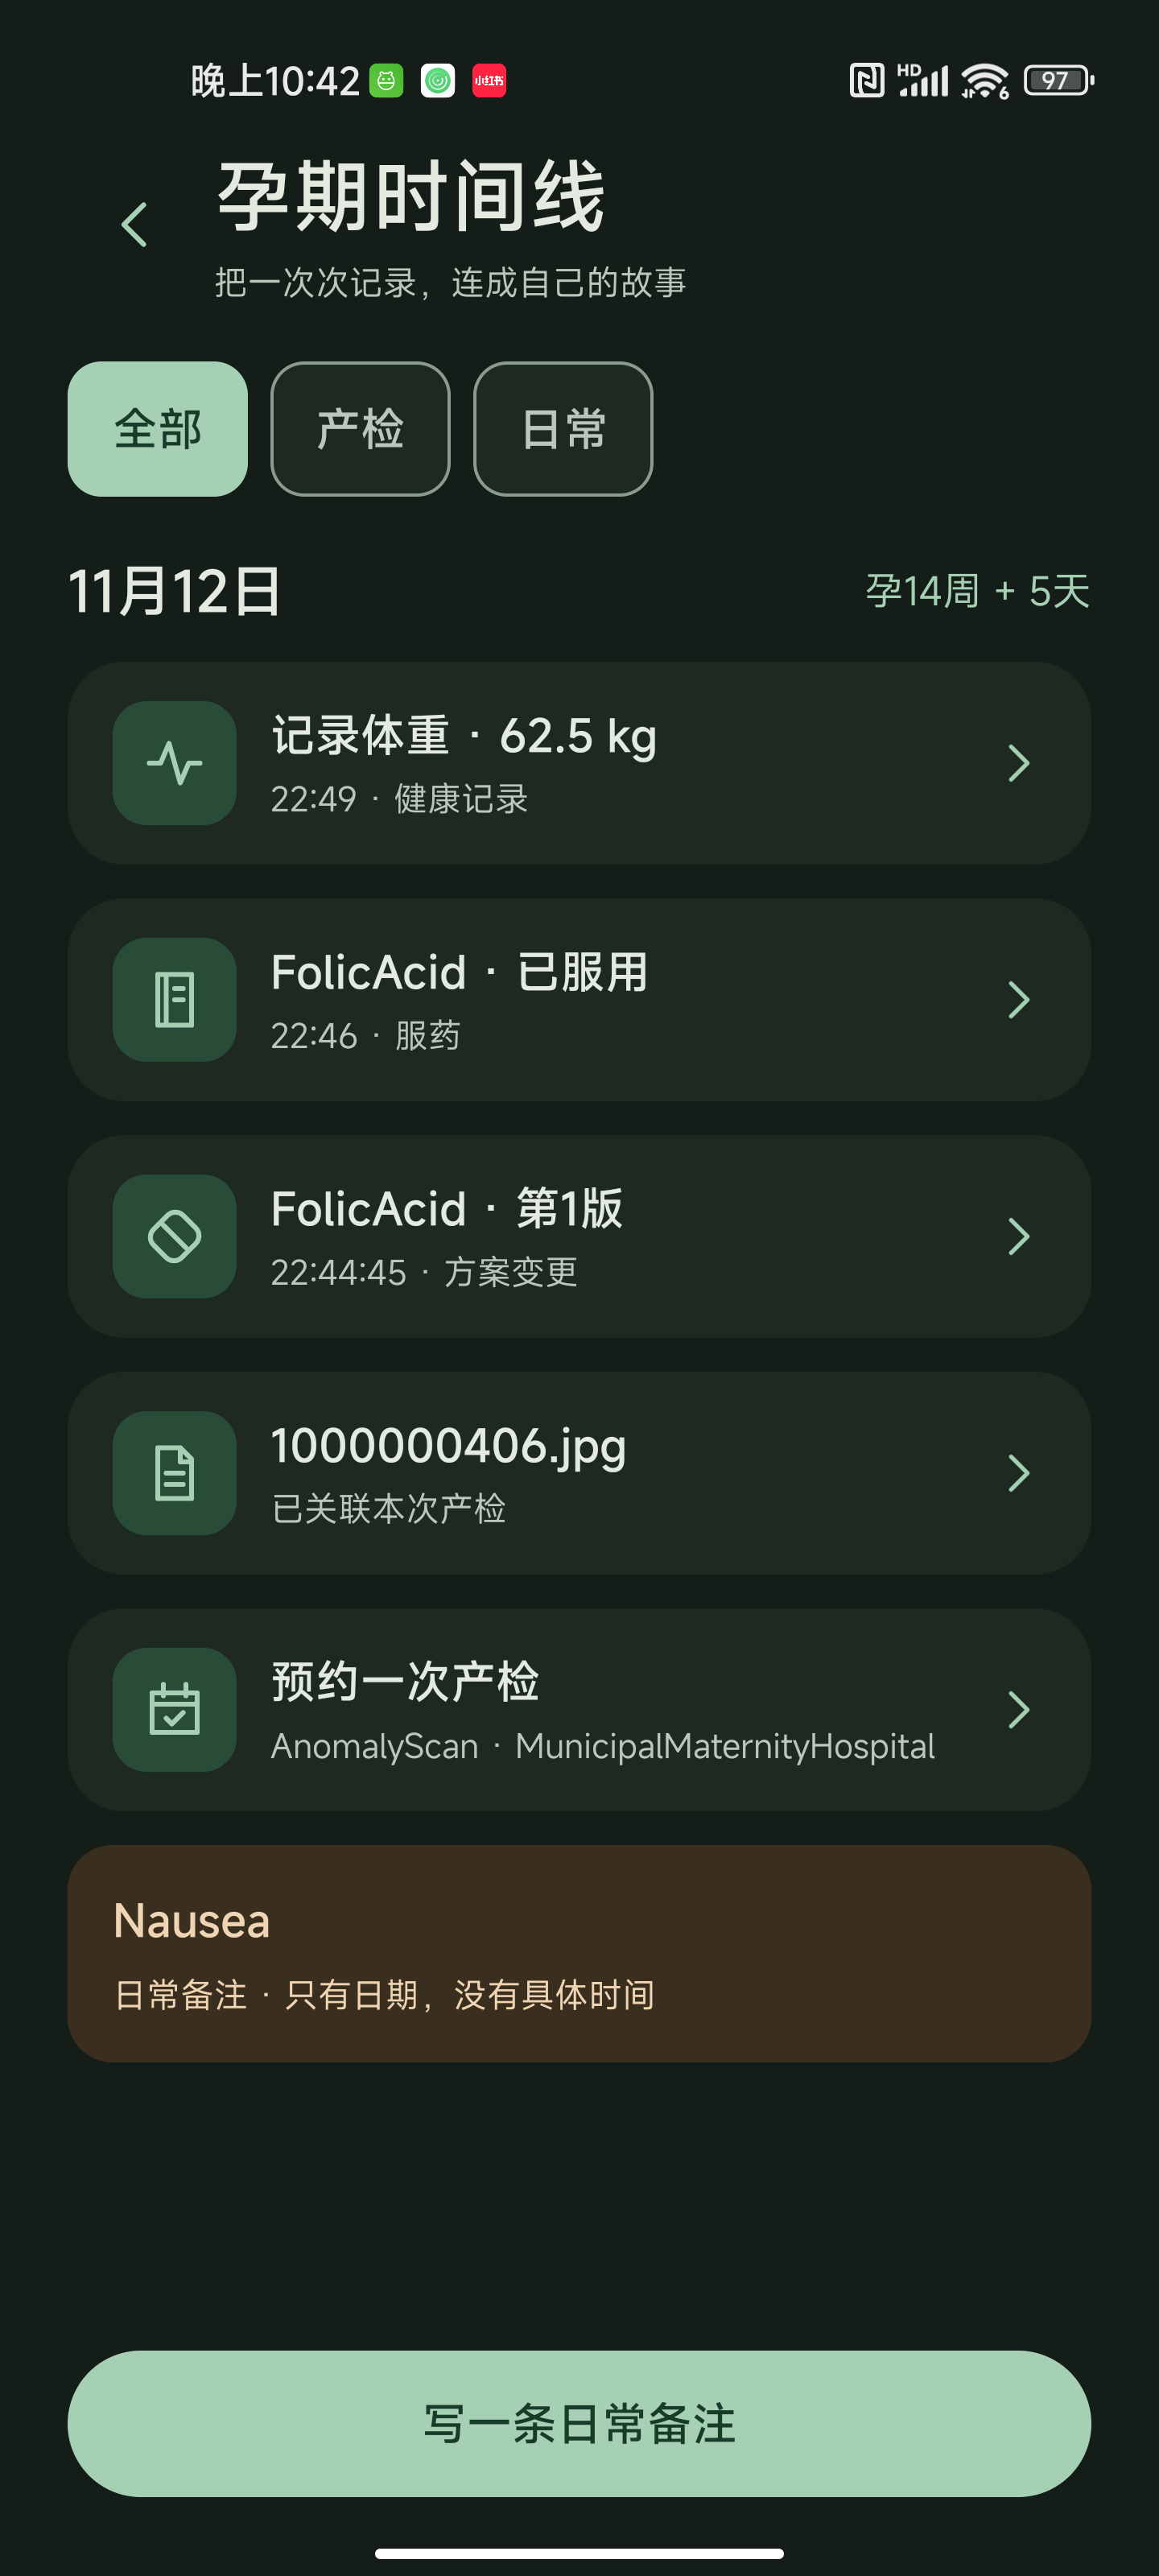 晚上10:42 小红书 HD 6 97
孕期时间线
把一次次记录，连成自己的故事
全部 产检 日常
11月12日 孕14周 + 5天
记录体重 · 62.5 kg
22:49 · 健康记录
FolicAcid · 已服用
22:46 · 服药
FolicAcid · 第1版
22:44:45 · 方案变更
1000000406.jpg
已关联本次产检
预约一次产检
AnomalyScan · MunicipalMaternityHospital
Nausea
日常备注 · 只有日期，没有具体时间
写一条日常备注